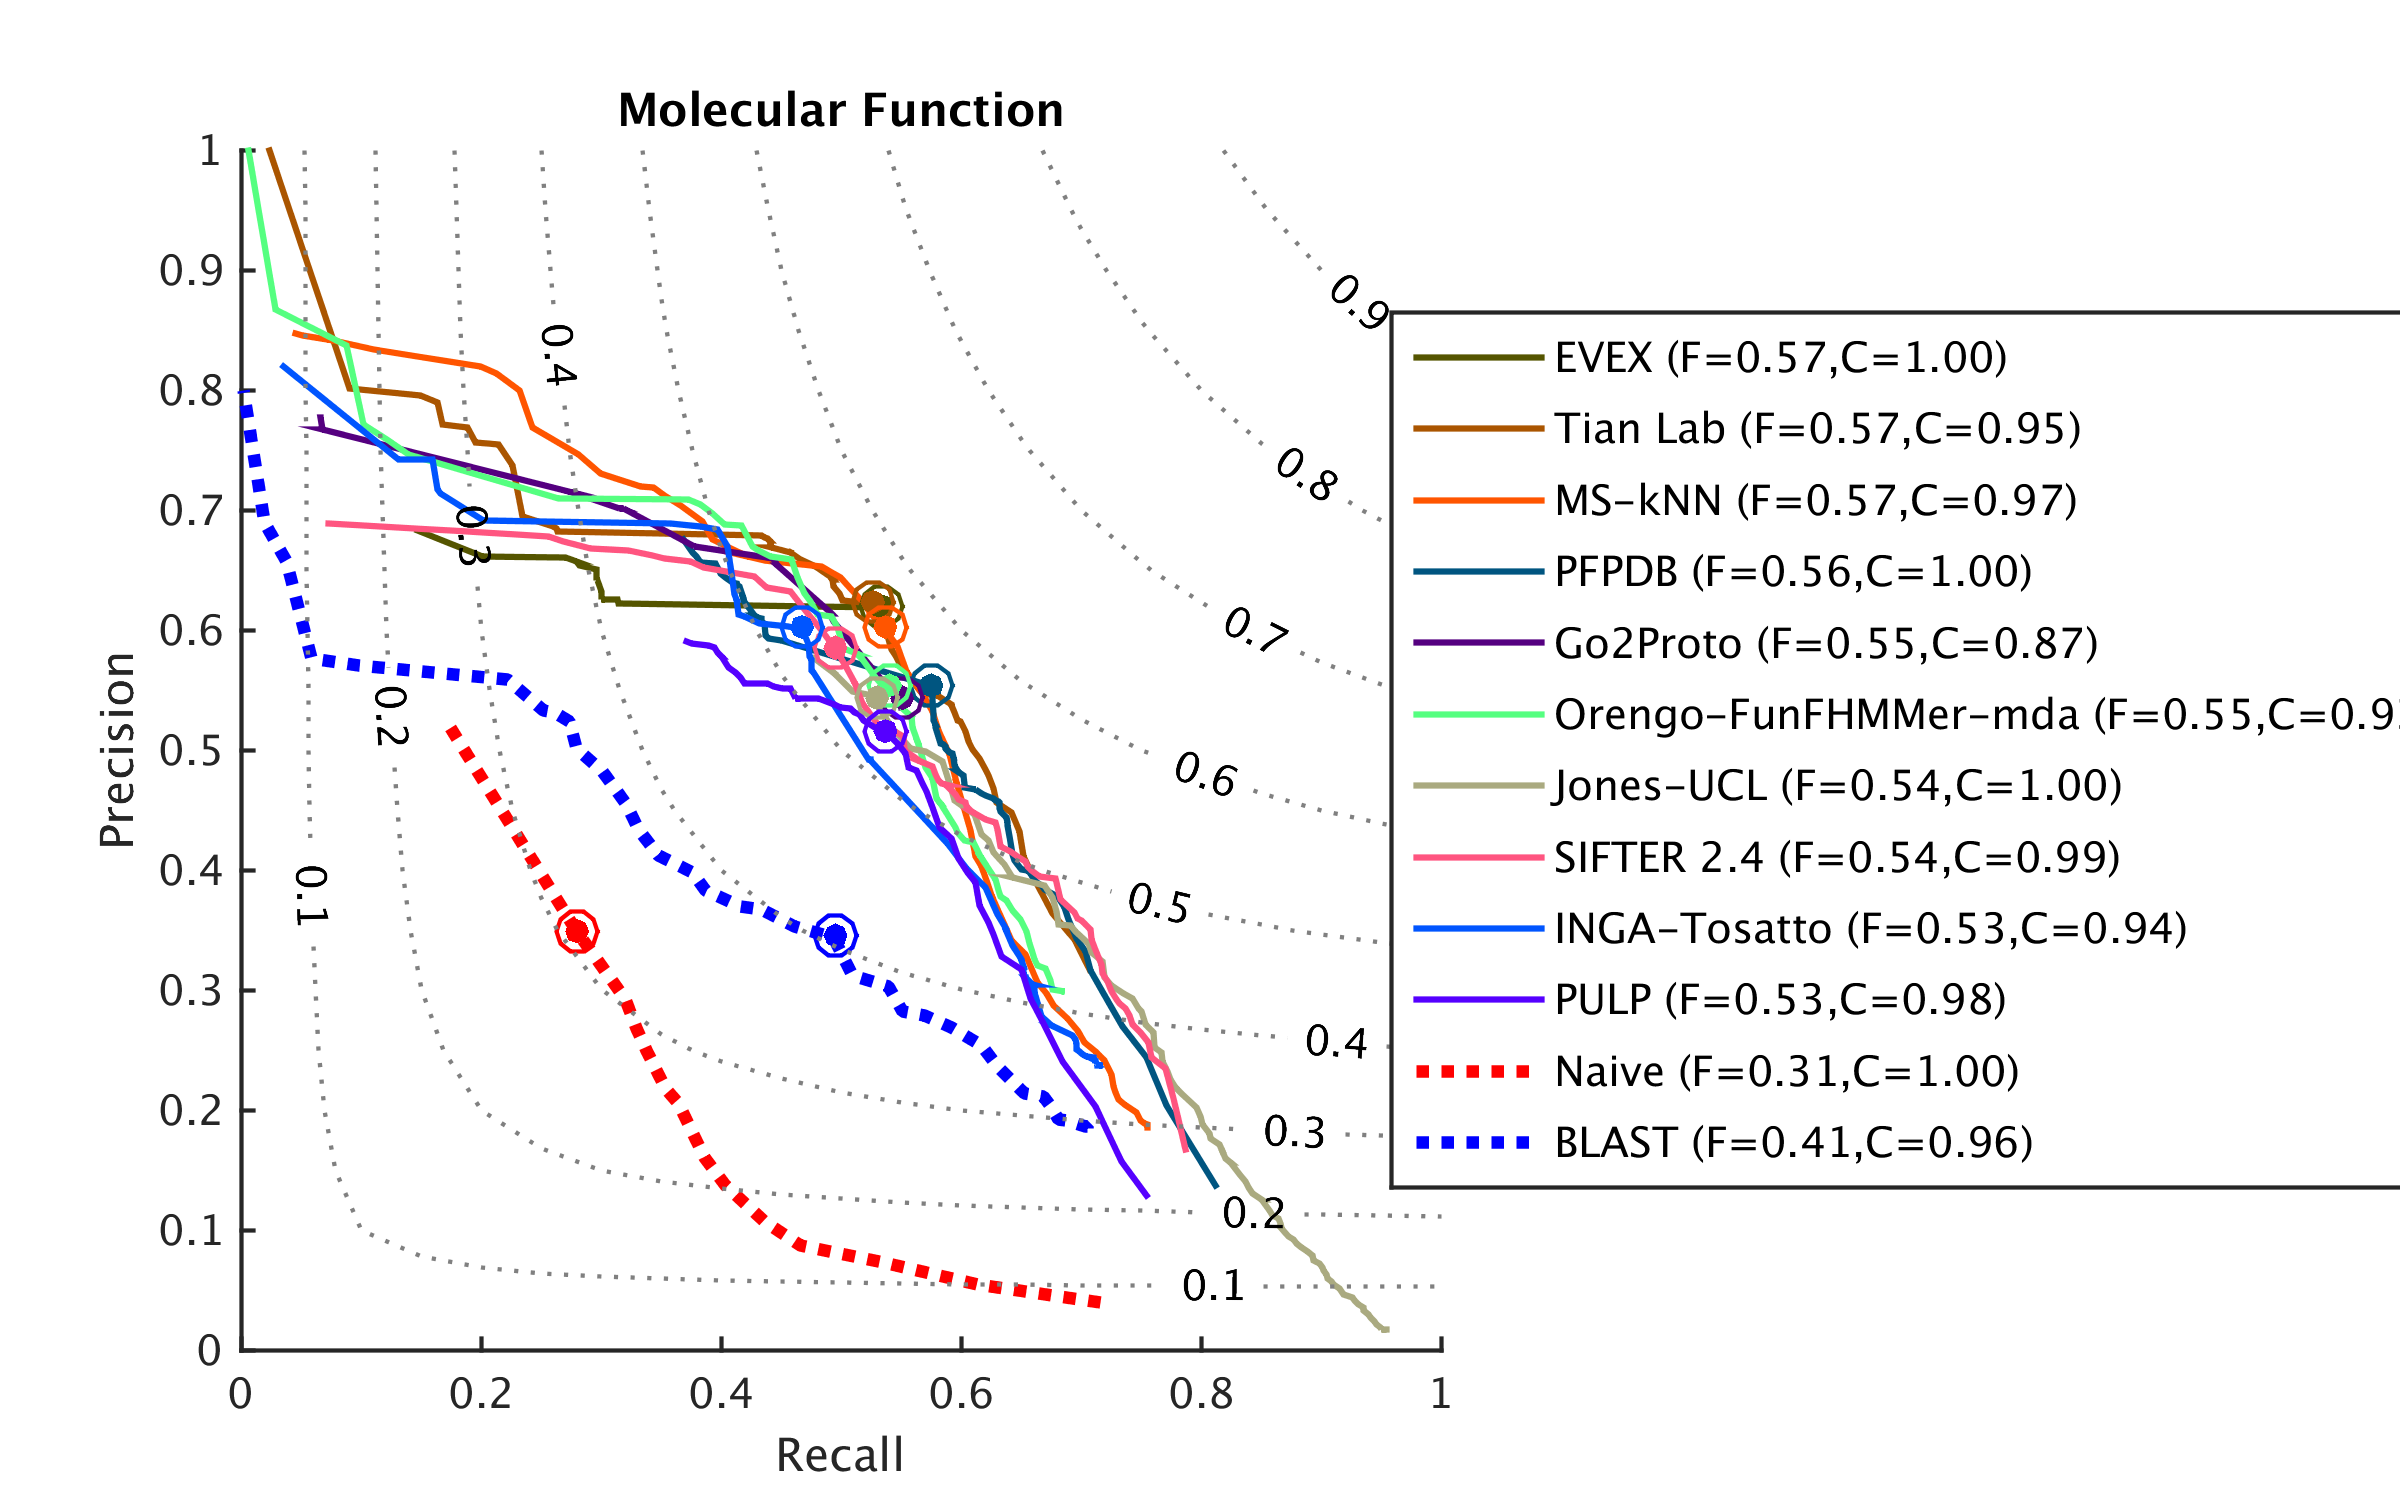 Molecular Function
Precision
1
0.9
0.8
0.7
0.6
0.5
0.4
0.3
0.2
0.1
0
0 0.2 0.4 0.6 0.8 1
Recall
0.1
0.2
0.3
0.4
0.9
0.8
0.7
0.6
0.5
0.4
0.3
0.2
0.1
EVEX (F=0.57,C=1.00)
Tian Lab (F=0.57,C=0.95)
MS-kNN (F=0.57,C=0.97)
PFPDB (F=0.56,C=1.00)
Go2Proto (F=0.55,C=0.87)
Orengo-FunFHMMer-mda (F=0.55,C=0.9
Jones-UCL (F=0.54,C=1.00)
SIFTER 2.4 (F=0.54,C=0.99)
INGA-Tosatto (F=0.53,C=0.94)
PULP (F=0.53,C=0.98)
Naive (F=0.31,C=1.00)
BLAST (F=0.41,C=0.96)